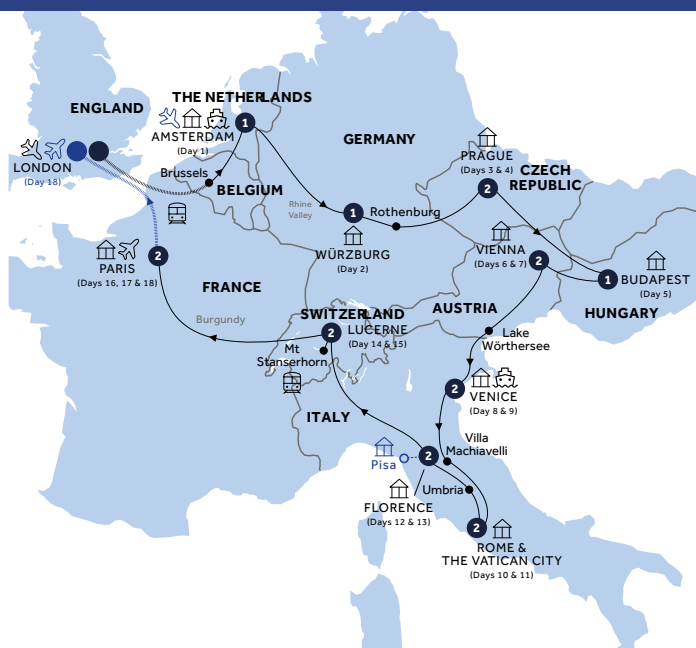 THE NETHERLANDS
ENGLAND
1
AMSTERDAM
(Day 1)
GERMANY
LONDON
(Day 18)
Brussels
BELGIUM
PRAGUE
(Days 3 & 4)
CZECH
REPUBLIC
2
Rhine
Valley
1
Rothenburg
WÜRZBURG
(Day 2)
VIENNA
(Days 6 & 7)
2
2
PARIS
(Days 16, 17 & 18)
1
BUDAPEST
(Day 5)
FRANCE
HUNGARY
Burgundy
SWITZERLAND
2
LUCERNE
(Day 14 & 15)
AUSTRIA
Mt
Stanserhorn
Lake
Wörthersee
2
VENICE
(Day 8 & 9)
ITALY
Villa
Machiavelli
Pisa
2
Umbria
FLORENCE
(Days 12 & 13)
2
ROME &
THE VATICAN CITY
(Days 10 & 11)